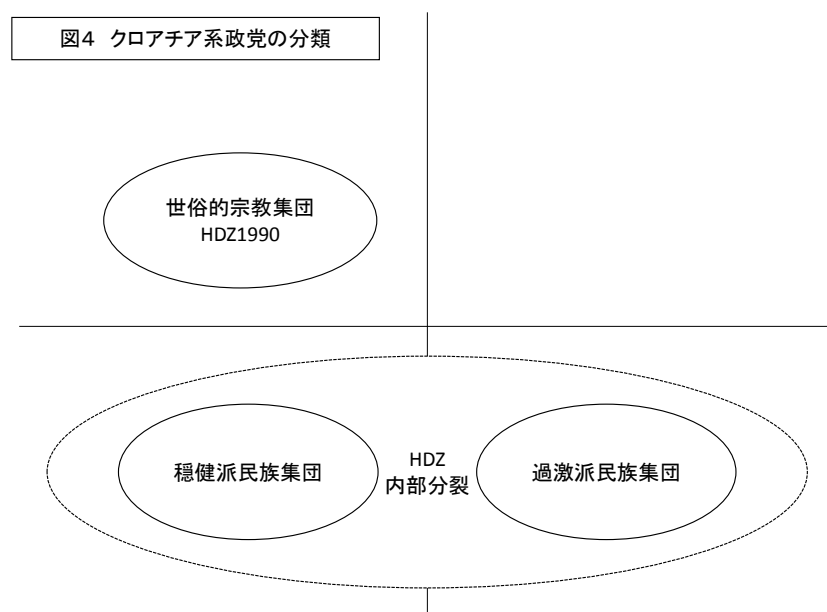 図4 クロアチア系政党の分類
世俗的宗教集団
HDZ1990
穏健派民族集団
HDZ
内部分裂
過激派民族集団